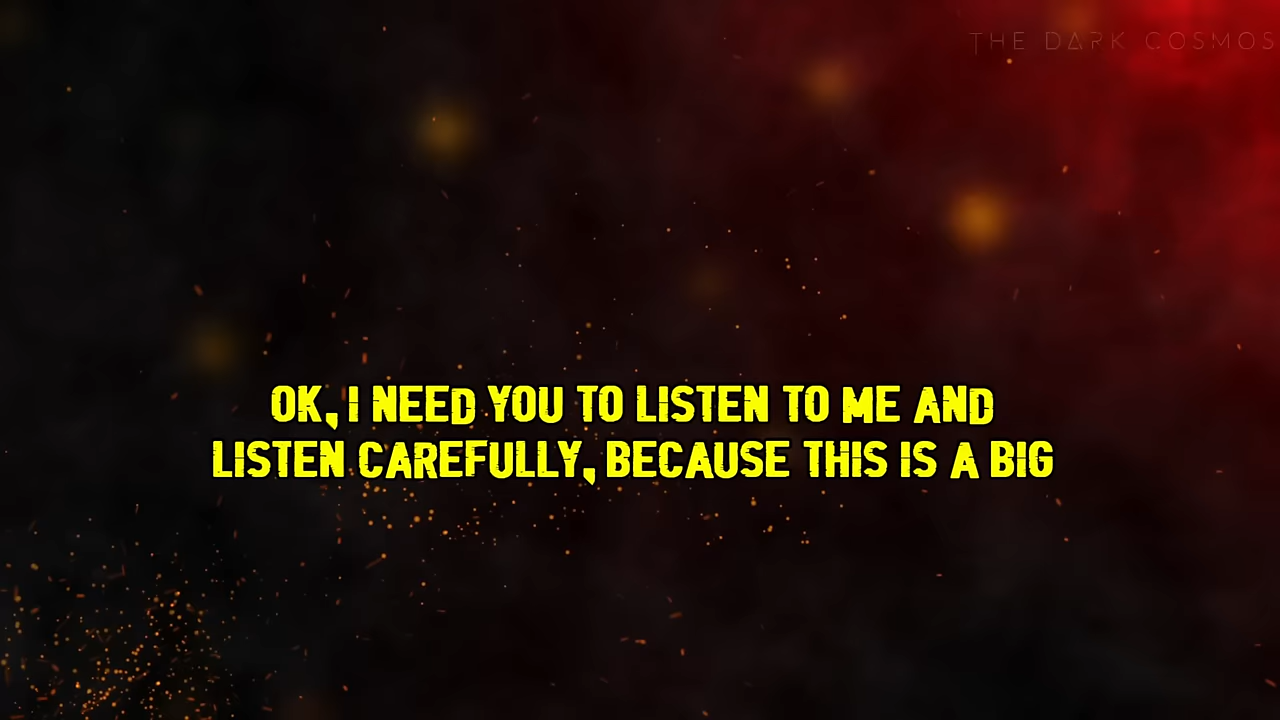 THE DARK COSMOS
OK, I NEED YOU TO LISTEN TO ME AND
LISTEN CAREFULLY, BECAUSE THIS IS A BIG